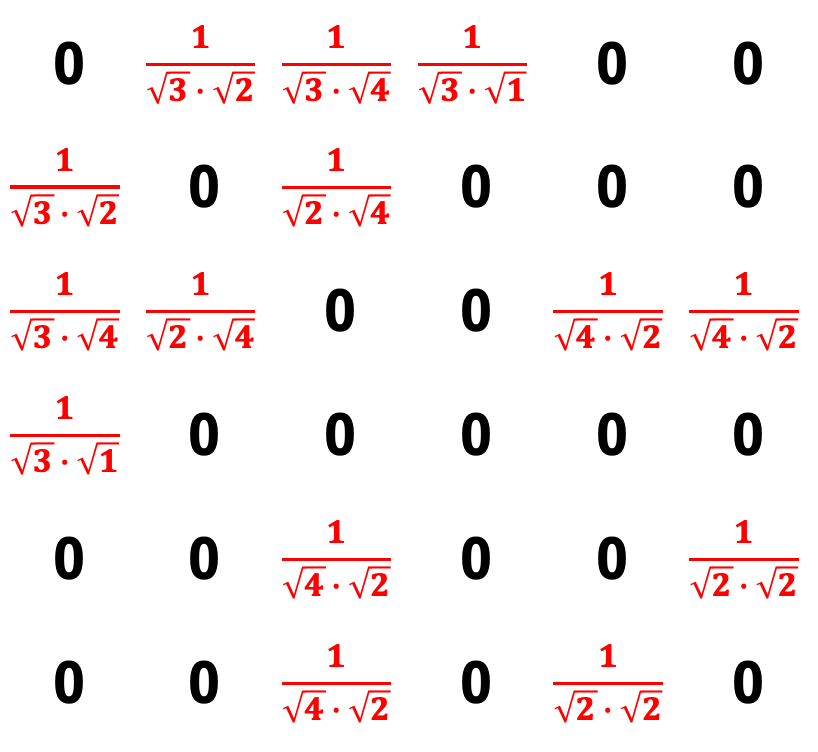 0 1/(√3·√2) 1/(√3·√4) 1/(√3·√1) 0 0
1/(√3·√2) 0 1/(√2·√4) 0 0 0
1/(√3·√4) 1/(√2·√4) 0 0 1/(√4·√2) 1/(√4·√2)
1/(√3·√1) 0 0 0 0 0
0 0 1/(√4·√2) 0 0 1/(√2·√2)
0 0 1/(√4·√2) 0 1/(√2·√2) 0